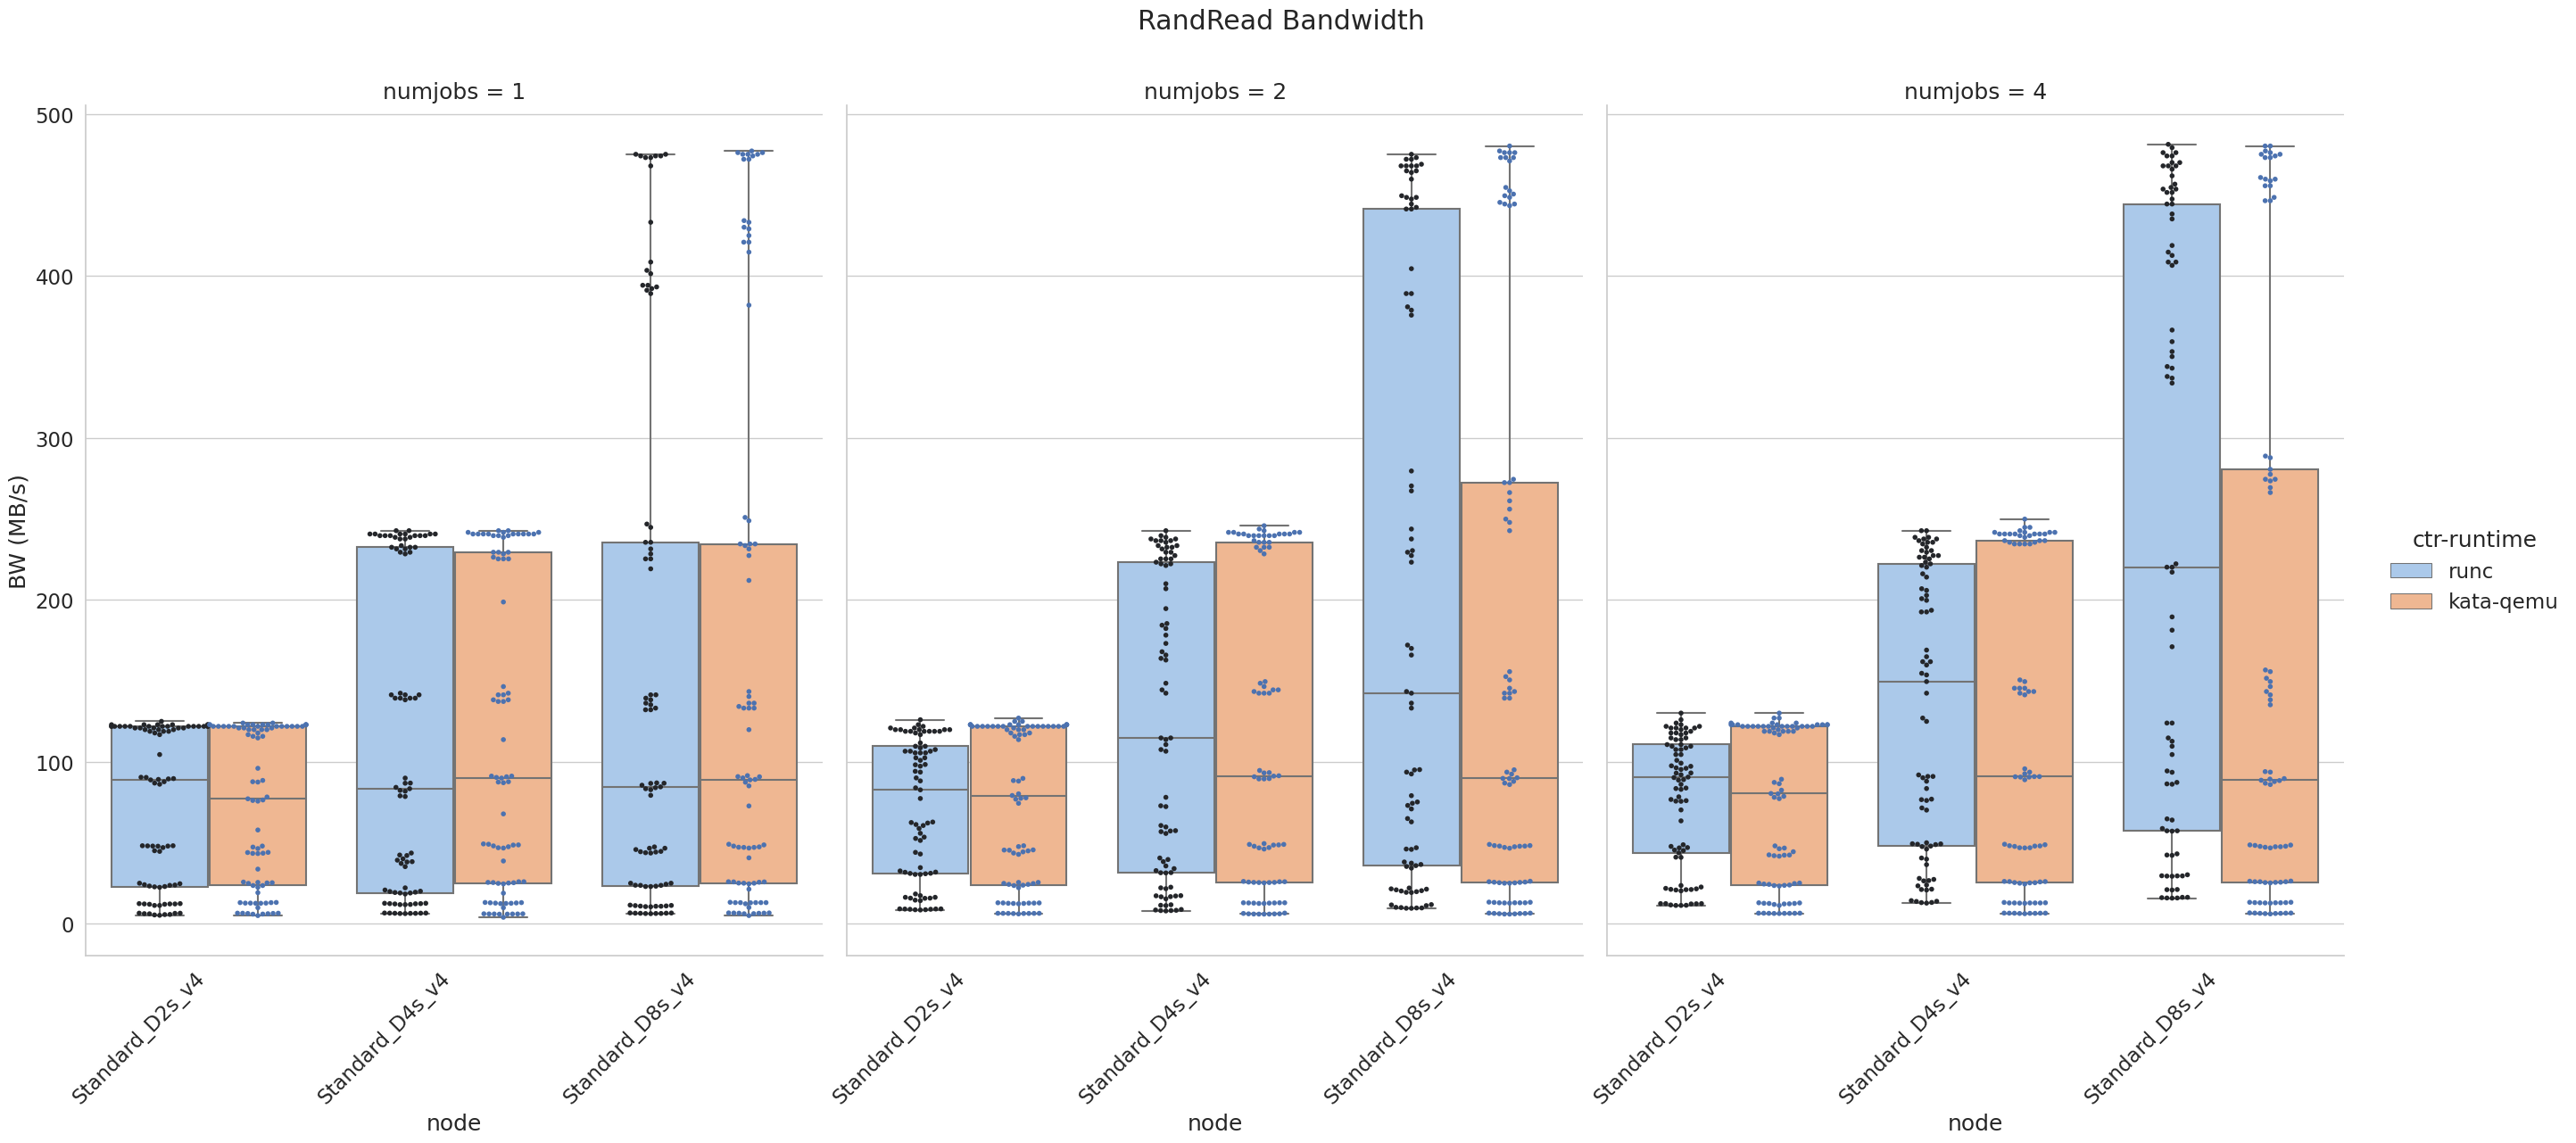 RandRead Bandwidth
numjobs = 1
numjobs = 2
numjobs = 4
500
400
300
200
100
0
BW (MB/s)
ctr-runtime
runc
kata-qemu
Standard_D2s_v4
Standard_D4s_v4
Standard_D8s_v4
Standard_D2s_v4
Standard_D4s_v4
Standard_D8s_v4
Standard_D2s_v4
Standard_D4s_v4
Standard_D8s_v4
node
node
node